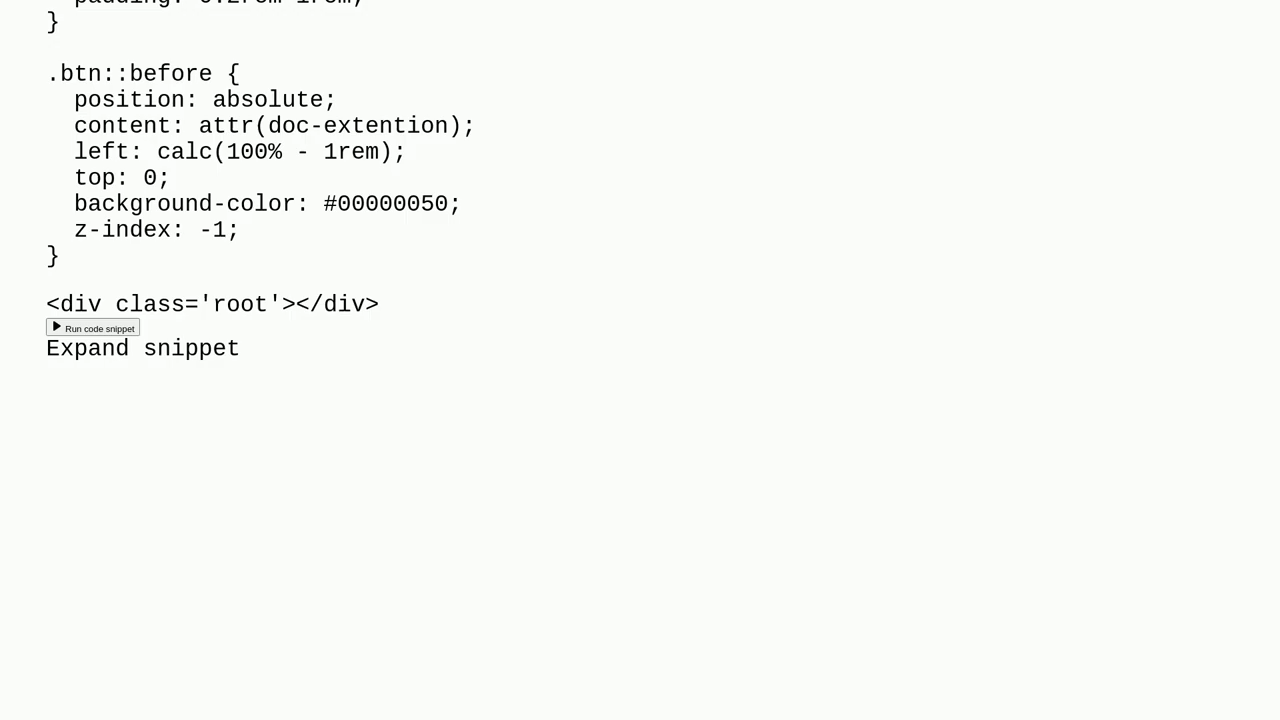 }
.btn::before {
  position: absolute;
  content: attr(doc-extention);
  left: calc(100% - 1rem);
  top: 0;
  background-color: #00000050;
  z-index: -1;
}
<div class='root'></div>
Run code snippet
Expand snippet